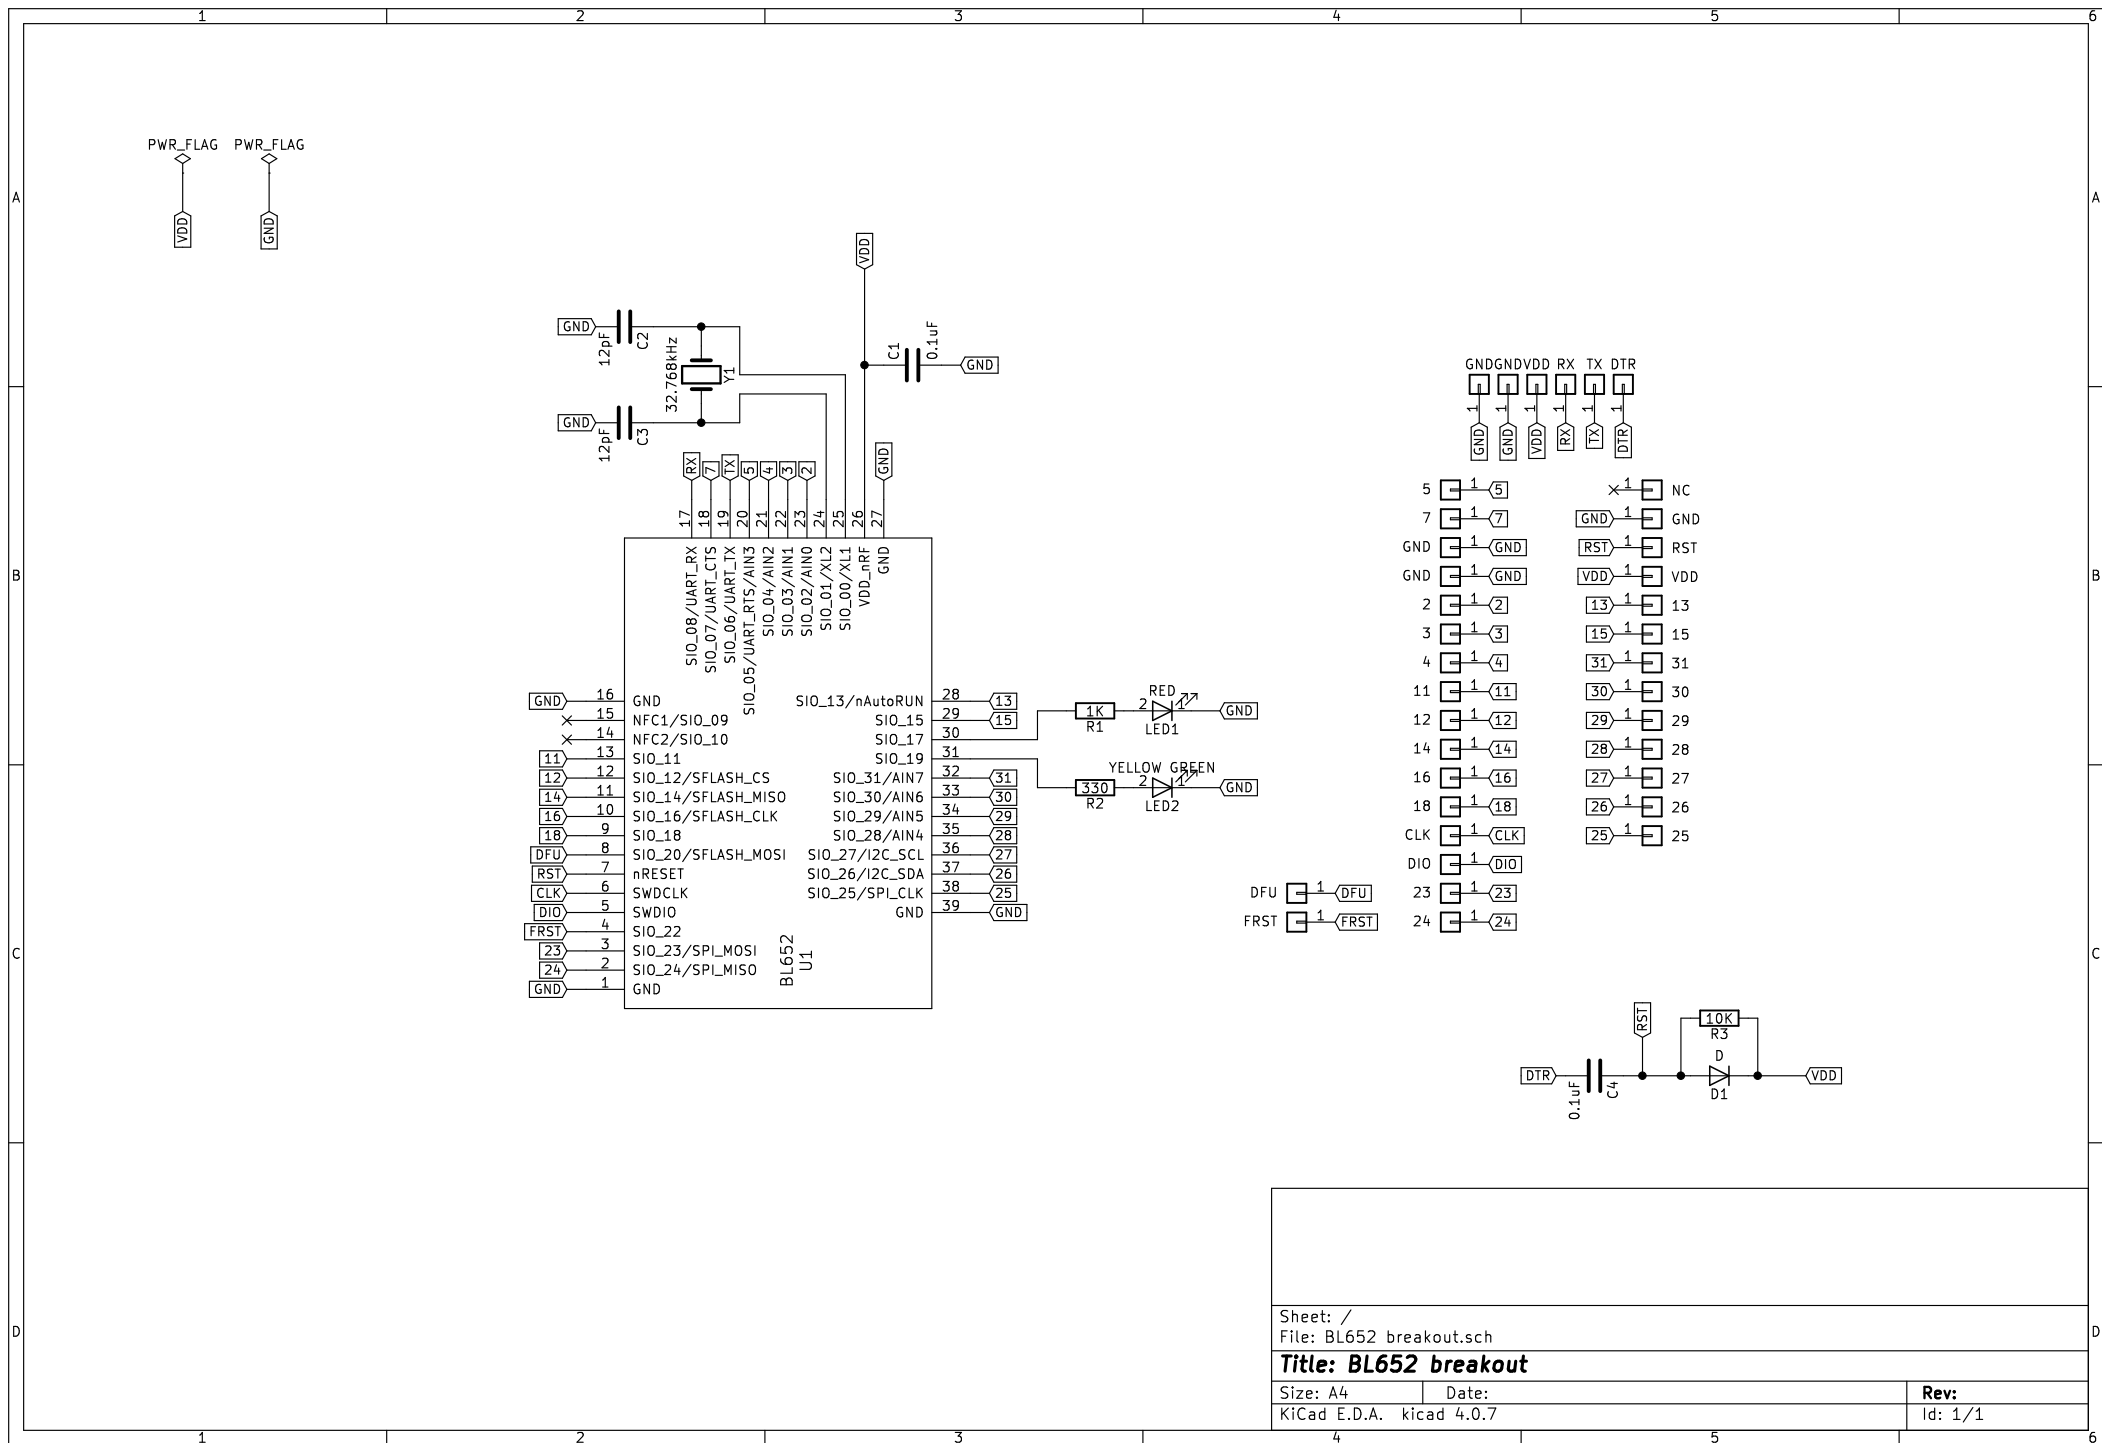 1 2 3 4 5 6
A A
B B
C C
D D
PWR_FLAG PWR_FLAG
VDD GND
VDD
GND 12pF C2
32.768kHz Y1
GND 12pF C3
C1 0.1uF GND
RX 7 TX 5 4 3 2 GND
17 18 19 20 21 22 23 24 25 26 27
SIO_08/UART_RX
SIO_07/UART_CTS
SIO_06/UART_TX
SIO_05/UART_RTS/AIN3
SIO_04/AIN2
SIO_03/AIN1
SIO_02/AIN0
SIO_01/XL2
SIO_00/XL1
VDD_nRF
GND
GND 16 GND
15 NFC1/SIO_09
14 NFC2/SIO_10
11 13 SIO_11
12 12 SIO_12/SFLASH_CS
14 11 SIO_14/SFLASH_MISO
16 10 SIO_16/SFLASH_CLK
18 9 SIO_18
DFU 8 SIO_20/SFLASH_MOSI
RST 7 nRESET
CLK 6 SWDCLK
DIO 5 SWDIO
FRST 4 SIO_22
23 3 SIO_23/SPI_MOSI
24 2 SIO_24/SPI_MISO
GND 1 GND
BL652
U1
SIO_13/nAutoRUN 28 13
SIO_15 29 15
SIO_17 30
SIO_19 31
SIO_31/AIN7 32 31
SIO_30/AIN6 33 30
SIO_29/AIN5 34 29
SIO_28/AIN4 35 28
SIO_27/I2C_SCL 36 27
SIO_26/I2C_SDA 37 26
SIO_25/SPI_CLK 38 25
GND 39 GND
RED
1K 2 1 GND
R1 LED1
YELLOW GREEN
330 2 1 GND
R2 LED2
GND GND VDD RX TX DTR
1 1 1 1 1 1
GND GND VDD RX TX DTR
5 1 5
7 1 7
GND 1 GND
GND 1 GND
2 1 2
3 1 3
4 1 4
11 1 11
12 1 12
14 1 14
16 1 16
18 1 18
CLK 1 CLK
DIO 1 DIO
23 1 23
24 1 24
DFU 1 DFU
FRST 1 FRST
1 NC
GND 1 GND
RST 1 RST
VDD 1 VDD
13 1 13
15 1 15
31 1 31
30 1 30
29 1 29
28 1 28
27 1 27
26 1 26
25 1 25
RST 10K
R3
D
DTR 0.1uF C4 D1 VDD
Sheet: /
File: BL652 breakout.sch
Title: BL652 breakout
Size: A4 Date: Rev:
KiCad E.D.A. kicad 4.0.7 Id: 1/1
1 2 3 4 5 6